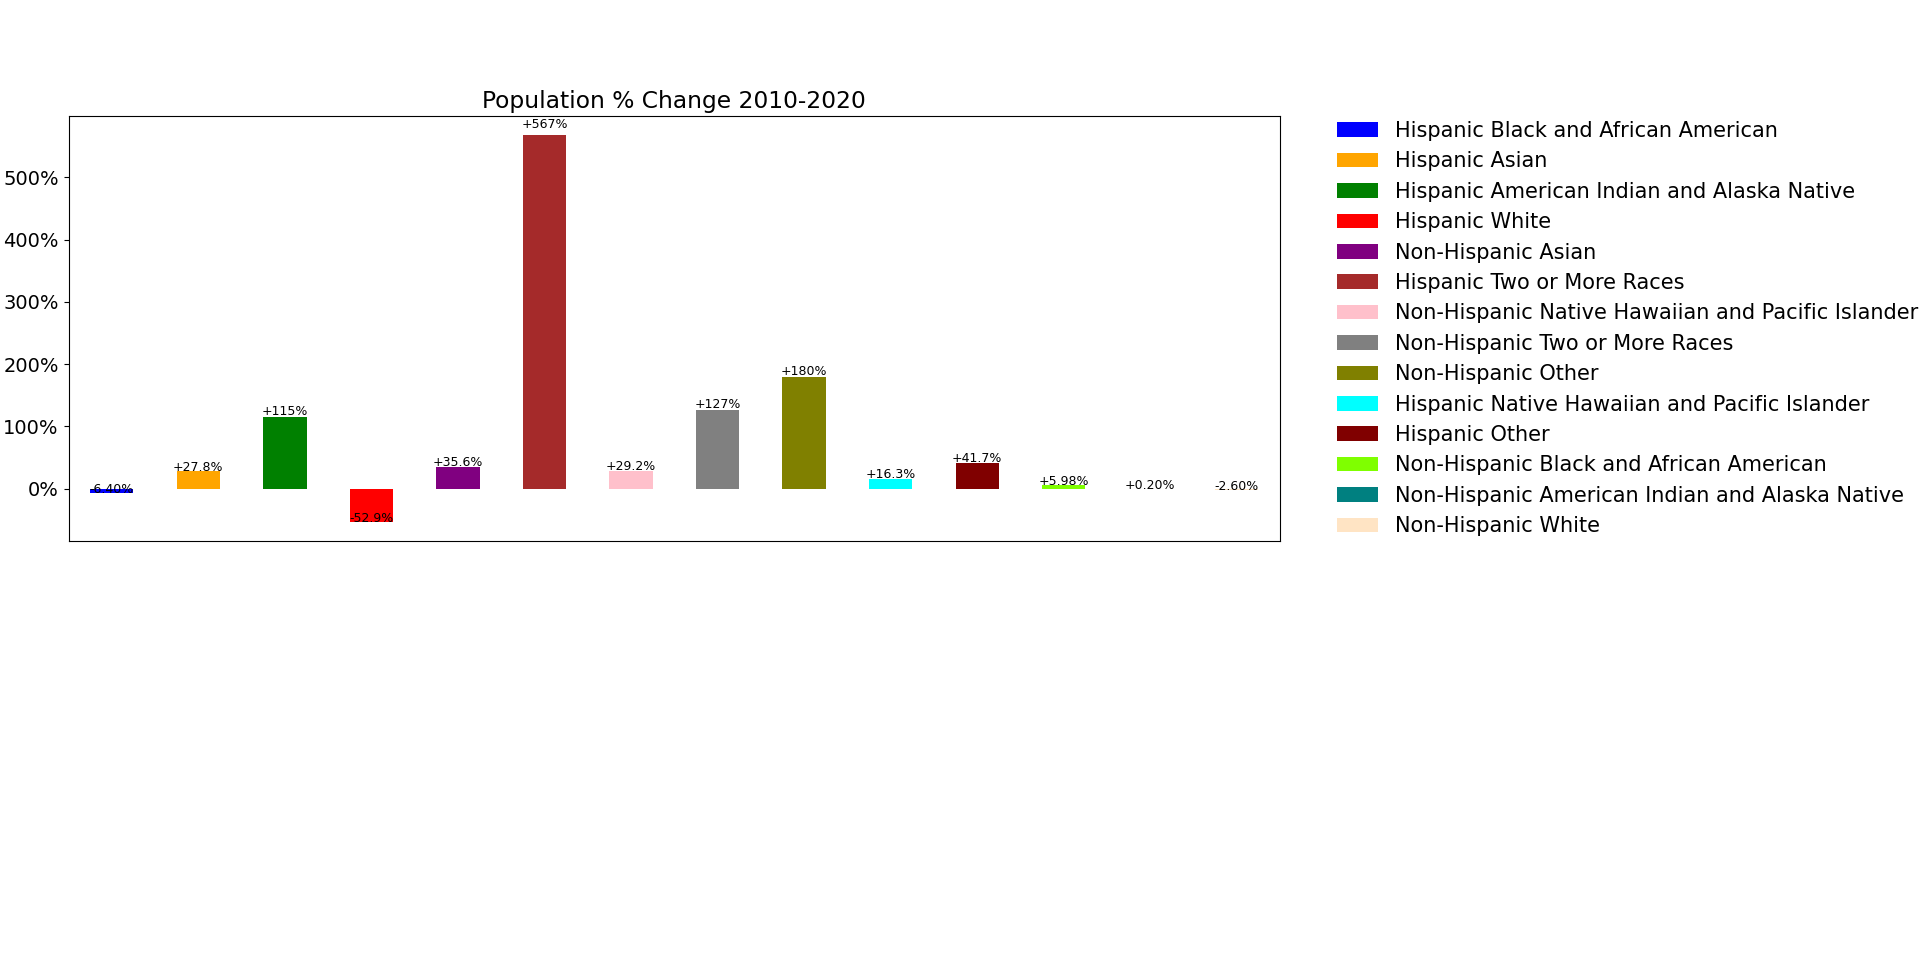 Population % Change 2010-2020
500%
400%
300%
200%
100%
0%
-6.40%
+27.8%
+115%
-52.9%
+35.6%
+567%
+29.2%
+127%
+180%
+16.3%
+41.7%
+5.98%
+0.20%
-2.60%
Hispanic Black and African American
Hispanic Asian
Hispanic American Indian and Alaska Native
Hispanic White
Non-Hispanic Asian
Hispanic Two or More Races
Non-Hispanic Native Hawaiian and Pacific Islander
Non-Hispanic Two or More Races
Non-Hispanic Other
Hispanic Native Hawaiian and Pacific Islander
Hispanic Other
Non-Hispanic Black and African American
Non-Hispanic American Indian and Alaska Native
Non-Hispanic White